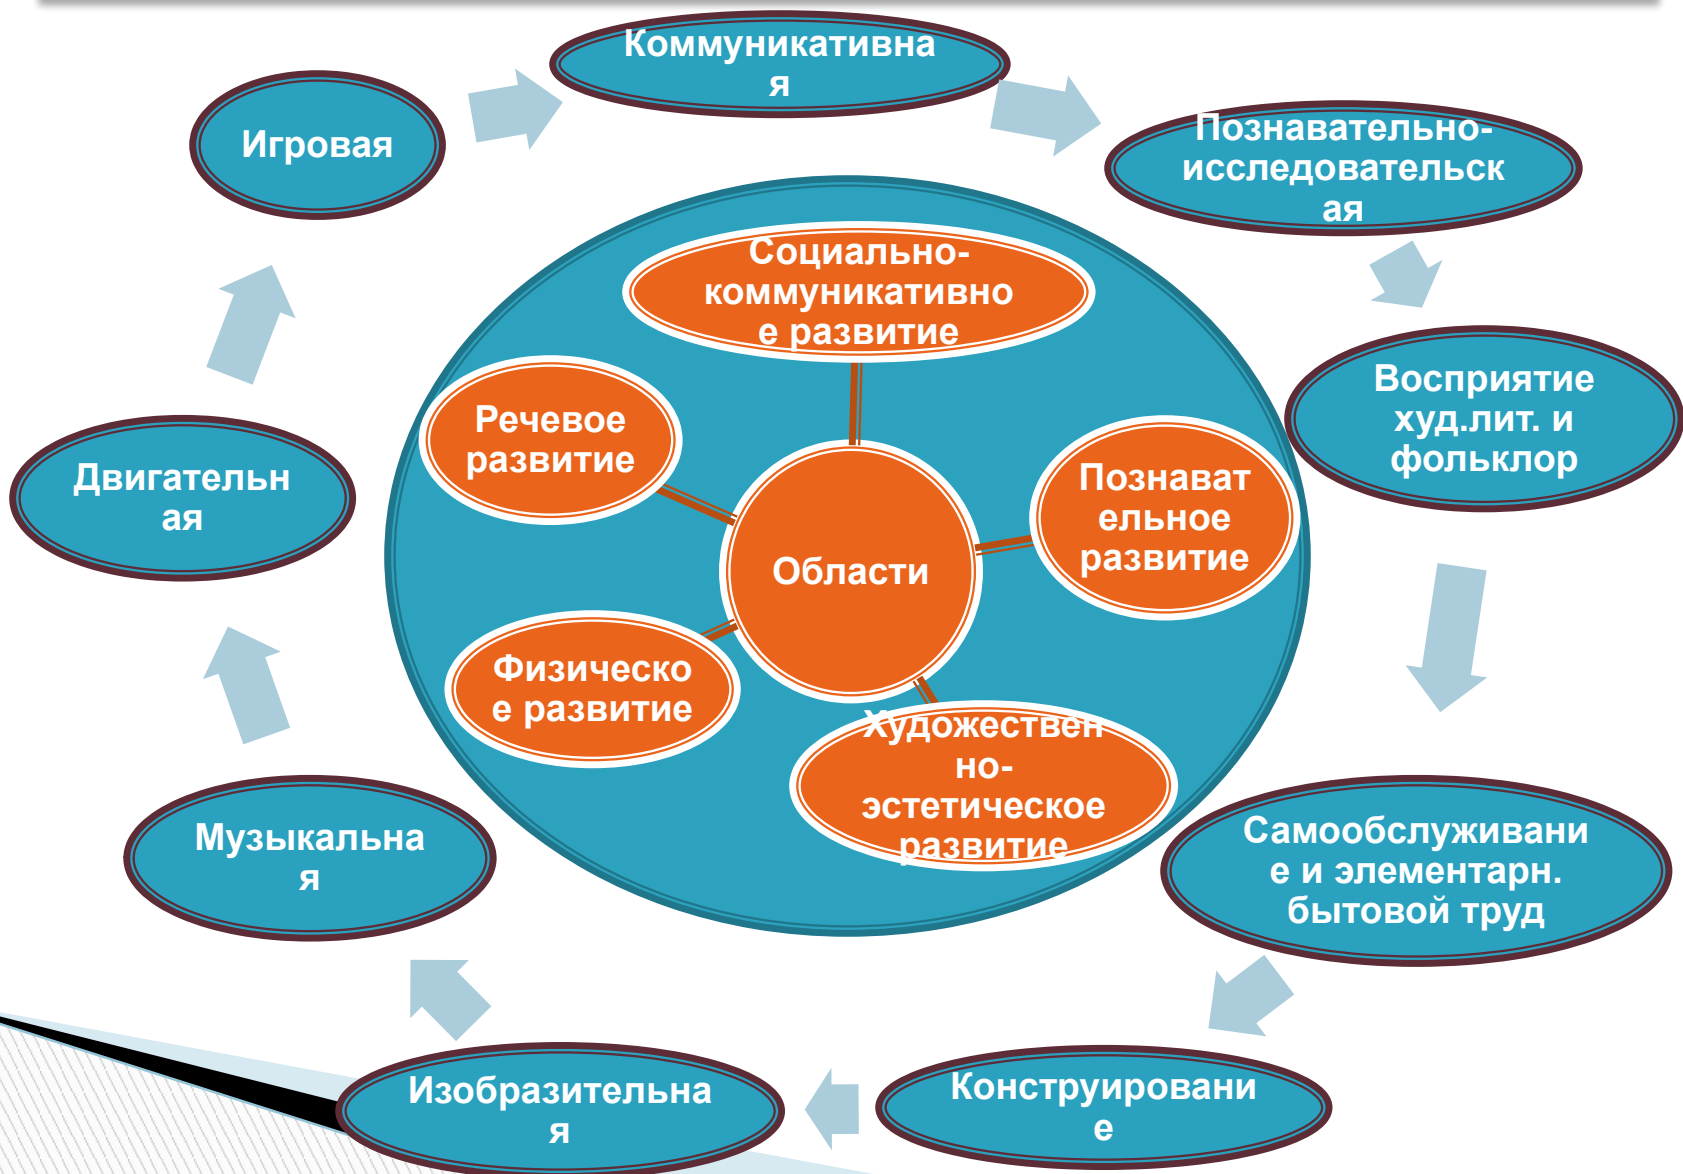 Коммуникативна
я
Игровая
Познавательно-
исследовательск
ая
Социально-
коммуникативно
е развитие
Восприятие
худ.лит. и
фольклор
Речевое
развитие
Двигательн
ая
Познават
ельное
развитие
Области
Физическо
е развитие
Художествен
но-
эстетическое
развитие
Музыкальна
я
Самообслуживани
е и элементарн.
бытовой труд
Изобразительна
я
Конструировани
е